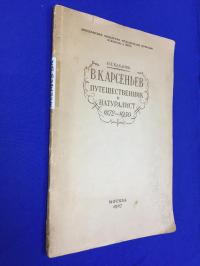 Н.Е.КАБАНОВ
В.К.АРСЕНЬЕВ
ПУТЕШЕСТВЕННИК
И
НАТУРАЛИСТ
1872-1930
МОСКВА
1947